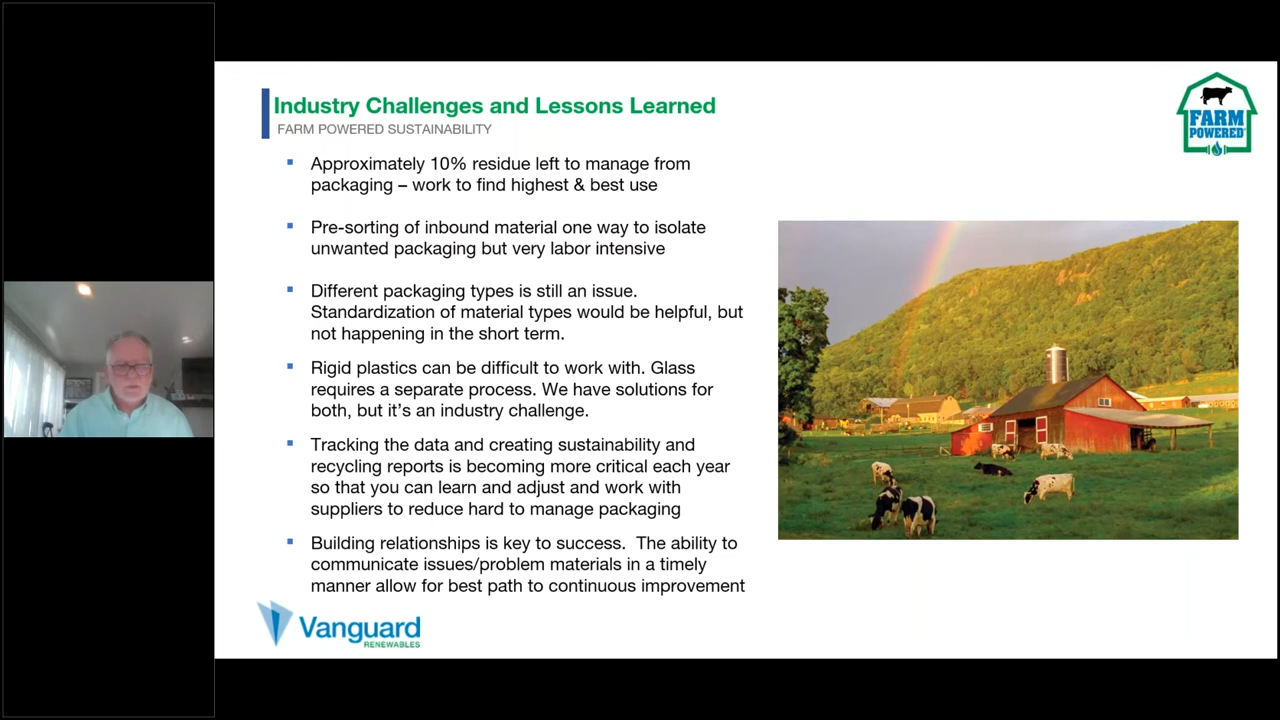 Industry Challenges and Lessons Learned
FARM POWERED SUSTAINABILITY
Approximately 10% residue left to manage from
packaging – work to find highest & best use
Pre-sorting of inbound material one way to isolate
unwanted packaging but very labor intensive
Different packaging types is still an issue.
Standardization of material types would be helpful, but
not happening in the short term.
Rigid plastics can be difficult to work with. Glass
requires a separate process. We have solutions for
both, but it's an industry challenge.
Tracking the data and creating sustainability and
recycling reports is becoming more critical each year
so that you can learn and adjust and work with
suppliers to reduce hard to manage packaging
Building relationships is key to success.  The ability to
communicate issues/problem materials in a timely
manner allow for best path to continuous improvement
FARM
POWERED
Vanguard
RENEWABLES